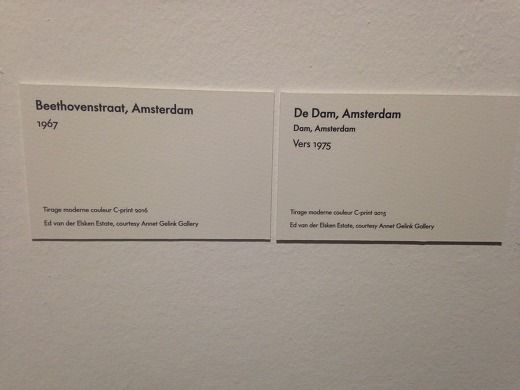 Beethovenstraat, Amsterdam
1967
Tirage moderne couleur C-print 2016
Ed van der Elsken Estate, courtesy Annet Gelink Gallery
De Dam, Amsterdam
Dam, Amsterdam
Vers 1975
Tirage moderne couleur C-print 2015
Ed van der Elsken Estate, courtesy Annet Gelink Gallery